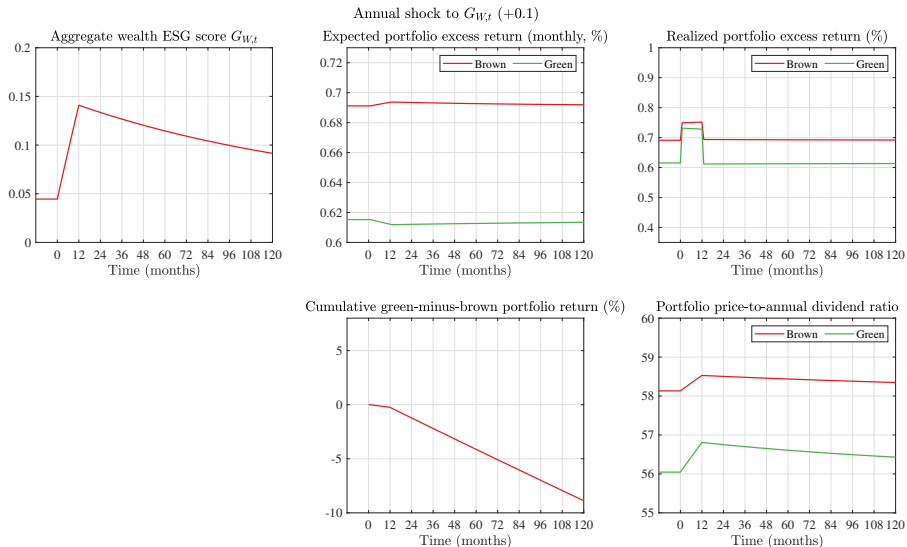 Annual shock to G_{W,t} (+0.1)
Aggregate wealth ESG score G_{W,t}
0.2
0.15
0.1
0.05
0
0 12 24 36 48 60 72 84 96 108 120
Time (months)
Expected portfolio excess return (monthly, %)
Brown Green
0.72
0.7
0.68
0.66
0.64
0.62
0.6
0 12 24 36 48 60 72 84 96 108 120
Time (months)
Realized portfolio excess return (%)
Brown Green
1
0.9
0.8
0.7
0.6
0.5
0.4
0 12 24 36 48 60 72 84 96 108 120
Time (months)
Cumulative green-minus-brown portfolio return (%)
5
0
-5
-10
0 12 24 36 48 60 72 84 96 108 120
Time (months)
Portfolio price-to-annual dividend ratio
Brown Green
60
59
58
57
56
55
0 12 24 36 48 60 72 84 96 108 120
Time (months)